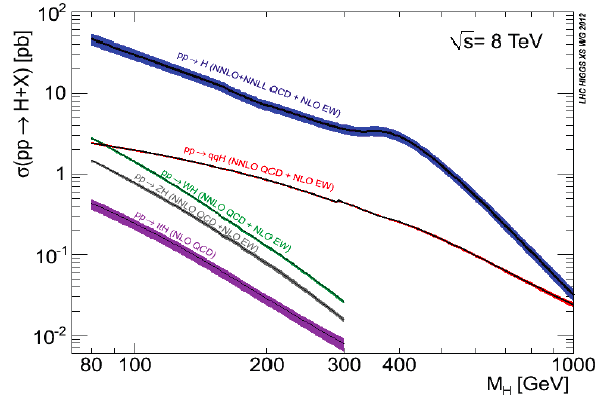 σ(pp → H+X) [pb]
10²
10
1
10⁻¹
10⁻²
√s= 8 TeV
LHC HIGGS XS WG 2012
pp → H (NNLO+NNLL QCD + NLO EW)
pp → qqH (NNLO QCD + NLO EW)
pp → WH (NNLO QCD + NLO EW)
pp → ZH (NNLO QCD +NLO EW)
pp → ttH (NLO QCD)
80 100 200 300 400 1000
M_H [GeV]